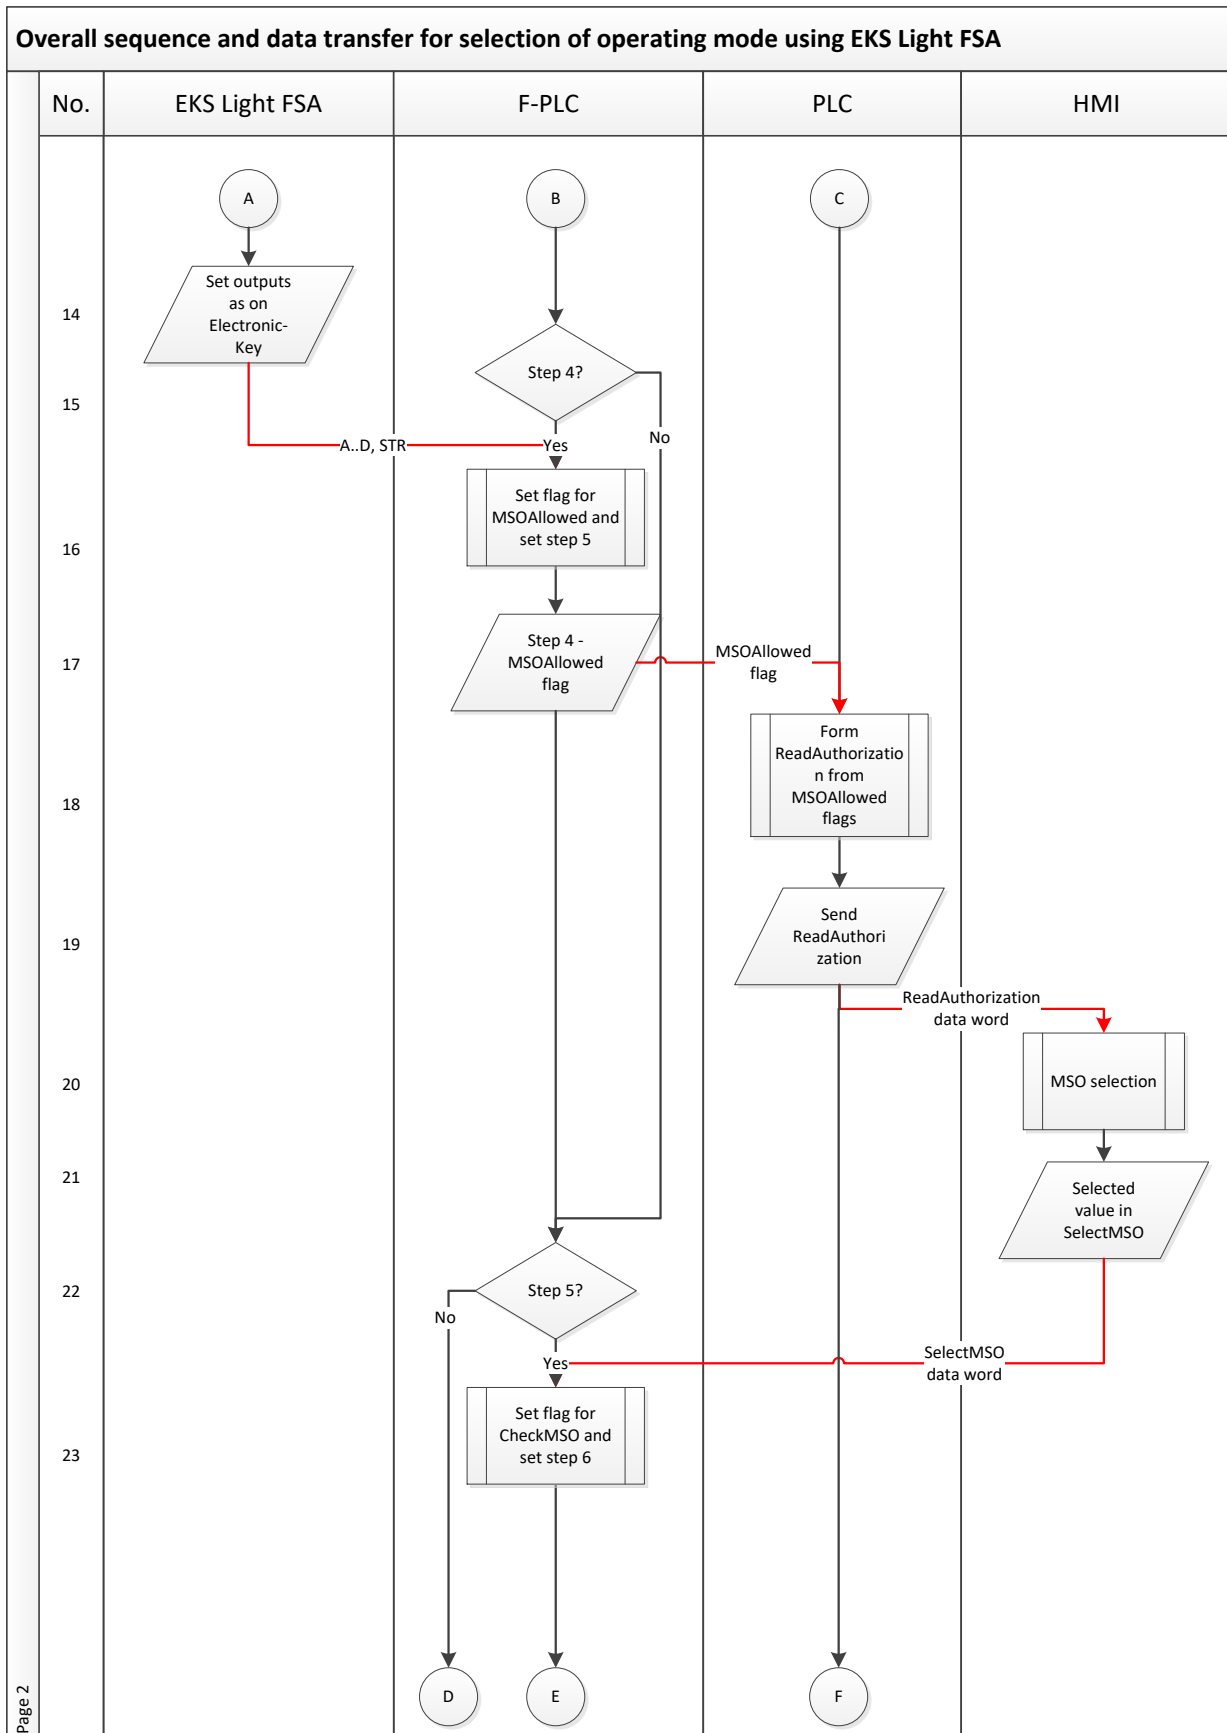 Overall sequence and data transfer for selection of operating mode using EKS Light FSA
No.
EKS Light FSA
F-PLC
PLC
HMI
A
B
C
Set outputs
as on
Electronic-
Key
14
Step 4?
15
No
A..D, STR
Yes
Set flag for
MSOAllowed and
set step 5
16
Step 4 -
MSOAllowed
flag
17
MSOAllowed
flag
Form
ReadAuthorizatio
n from
MSOAllowed
flags
18
Send
ReadAuthori
zation
19
ReadAuthorization
data word
20
MSO selection
21
Selected
value in
SelectMSO
22
Step 5?
No
Yes
SelectMSO
data word
Set flag for
CheckMSO and
set step 6
23
D
E
F
Page 2